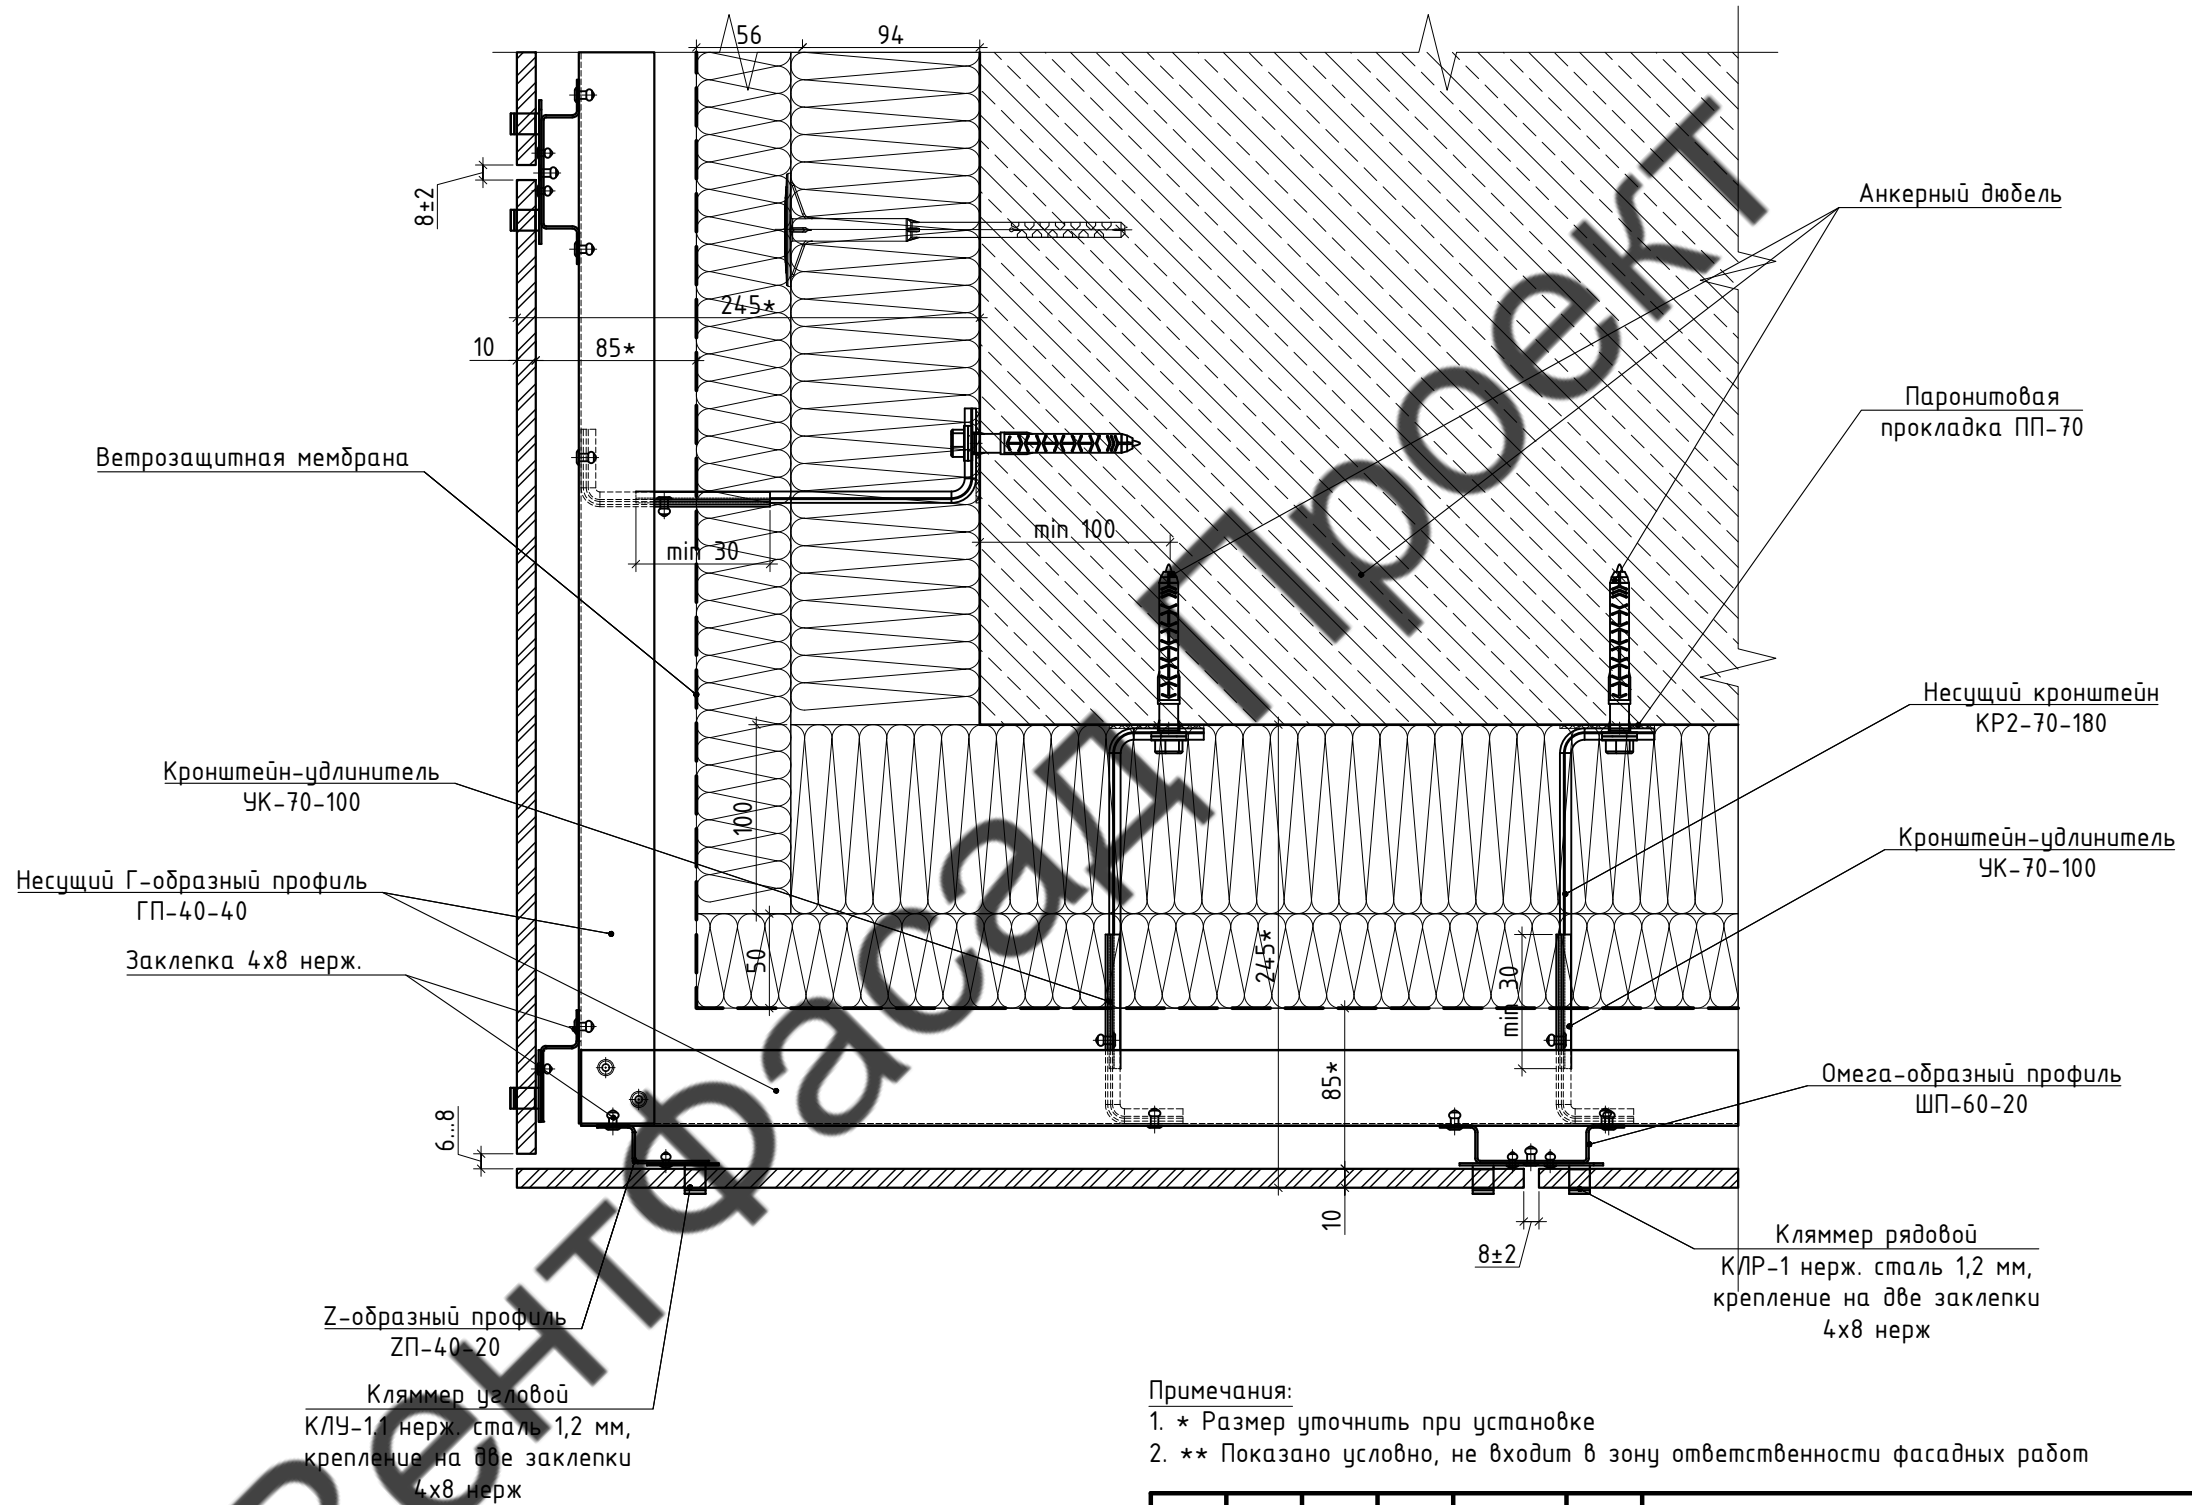 56
94
8±2
245*
10
85*
Анкерный дюбель
Паронитовая
прокладка ПП-70
Ветрозащитная мембрана
min 100
min 30
Несущий кронштейн
КР2-70-180
Кронштейн-удлинитель
УК-70-100
100
Кронштейн-удлинитель
УК-70-100
Несущий Г-образный профиль
ГП-40-40
Заклепка 4х8 нерж.
50
245*
min 30
85*
Омега-образный профиль
ШП-60-20
6...8
10
8±2
Кляммер рядовой
КЛР-1 нерж. сталь 1,2 мм,
крепление на две заклепки
4х8 нерж
Z-образный профиль
ZП-40-20
Кляммер угловой
КЛУ-1.1 нерж. сталь 1,2 мм,
крепление на две заклепки
4х8 нерж
Примечания:
1. * Размер уточнить при установке
2. ** Показано условно, не входит в зону ответственности фасадных работ
ВентФасад Проект